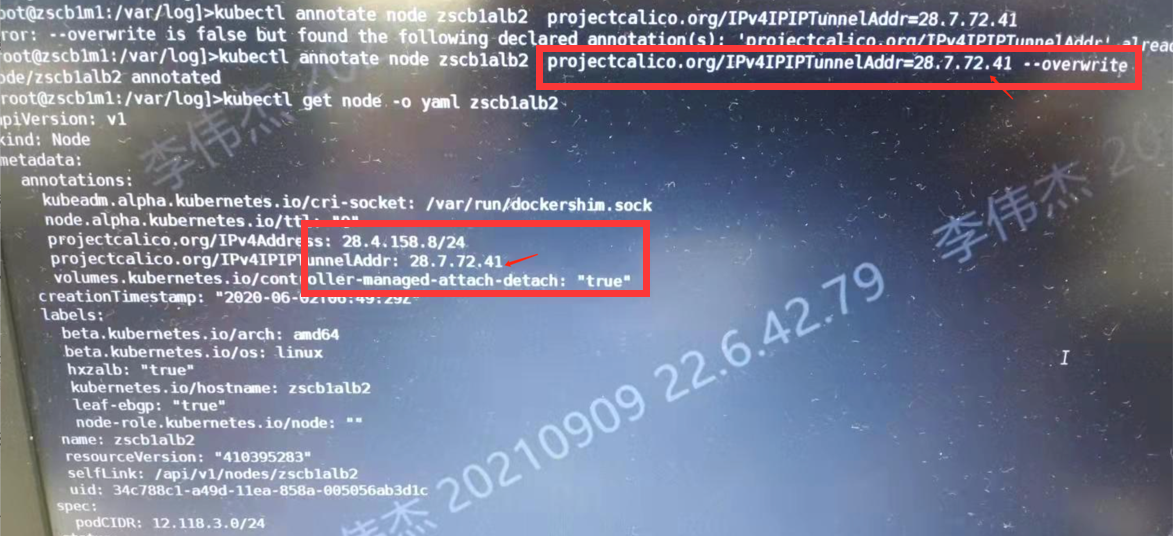 oot@zscb1m1:/var/log]>kubectl annotate node zscb1alb2 projectcalico.org/IPv4IPIPTunnelAddr=28.7.72.41
ror: --overwrite is false but found the following declared annotation(s): 'projectcalico.org/IPv4IPIPTunnelAddr' alread
root@zscb1m1:/var/log]>kubectl annotate node zscb1alb2 projectcalico.org/IPv4IPIPTunnelAddr=28.7.72.41 --overwrite
ode/zscb1alb2 annotated
[root@zscb1m1:/var/log]>kubectl get node -o yaml zscb1alb2
apiVersion: v1
kind: Node
metadata:
annotations:
kubeadm.alpha.kubernetes.io/cri-socket: /var/run/dockershim.sock
node.alpha.kubernetes.io/ttl: "0"
projectcalico.org/IPv4Address: 28.4.158.8/24
projectcalico.org/IPv4IPIPTunnelAddr: 28.7.72.41
volumes.kubernetes.io/controller-managed-attach-detach: "true"
creationTimestamp: "2020-06-02T06:49:29Z"
labels:
beta.kubernetes.io/arch: amd64
beta.kubernetes.io/os: linux
hxzalb: "true"
kubernetes.io/hostname: zscb1alb2
leaf-ebgp: "true"
node-role.kubernetes.io/node: ""
name: zscb1alb2
resourceVersion: "410395283"
selfLink: /api/v1/nodes/zscb1alb2
uid: 34c788c1-a49d-11ea-858a-005056ab3d1c
spec:
podCIDR: 12.118.3.0/24
李伟杰 20
李伟杰 20
李伟杰 20210909 22.6.42.79